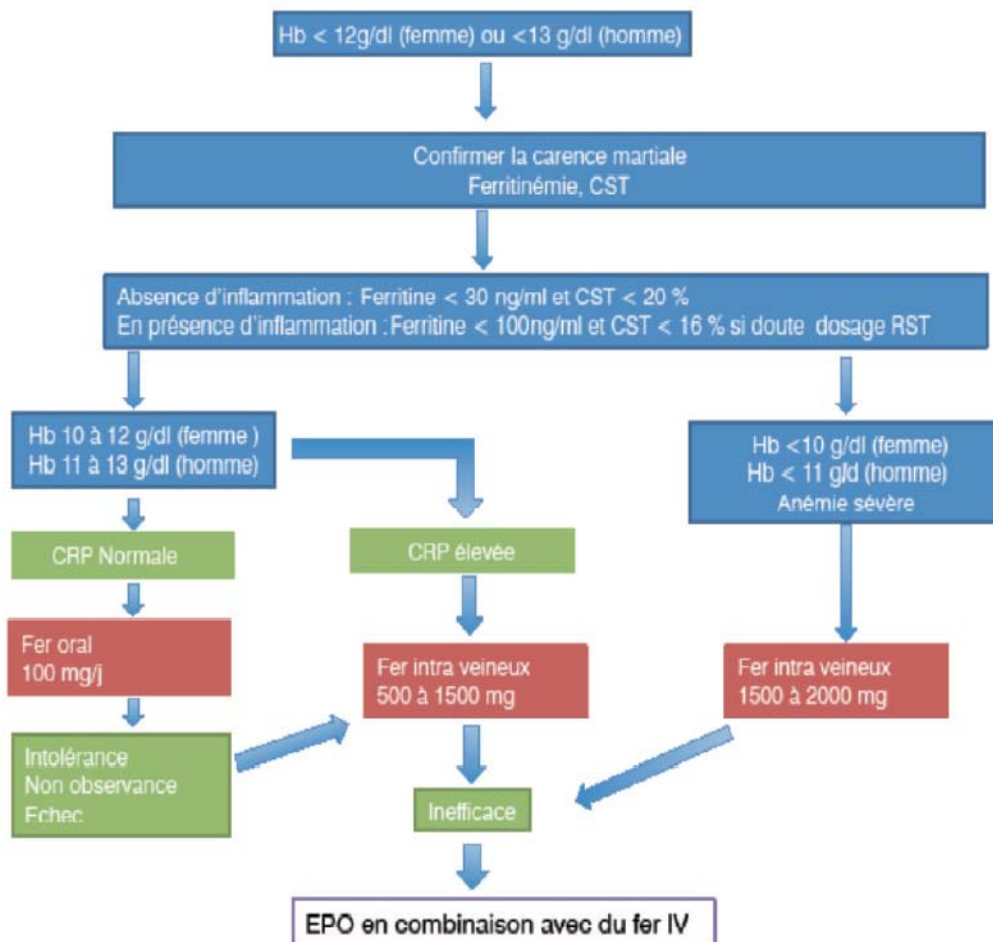 Hb < 12g/dl (femme) ou <13 g/dl (homme)
Confirmer la carence martiale
Ferritinémie, CST
Absence d'inflammation : Ferritine < 30 ng/ml et CST < 20 %
En présence d'inflammation : Ferritine < 100ng/ml et CST < 16 % si doute dosage RST
Hb 10 à 12 g/dl (femme )
Hb 11 à 13 g/dl (homme)
Hb <10 g/dl (femme)
Hb < 11 g/d (homme)
Anémie sévère
CRP Normale
CRP élevée
Fer oral
100 mg/j
Fer intra veineux
500 à 1500 mg
Fer intra veineux
1500 à 2000 mg
Intolérance
Non observance
Echec
Inefficace
EPO en combinaison avec du fer IV